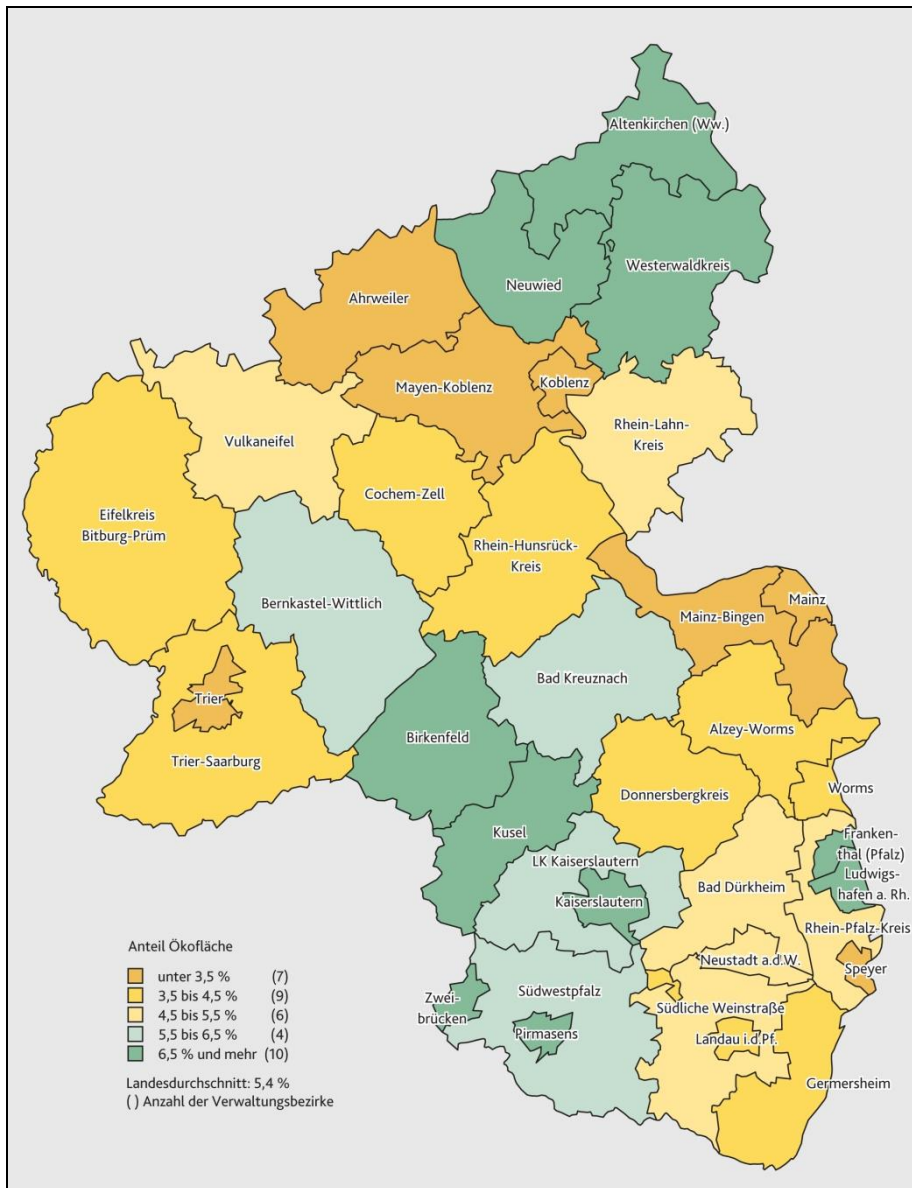 Altenkirchen (Ww.)
Westerwaldkreis
Neuwied
Ahrweiler
Mayen-Koblenz
Koblenz
Rhein-Lahn-
Kreis
Vulkaneifel
Cochem-Zell
Eifelkreis
Bitburg-Prüm
Rhein-Hunsrück-
Kreis
Bernkastel-Wittlich
Mainz
Mainz-Bingen
Bad Kreuznach
Trier
Alzey-Worms
Birkenfeld
Trier-Saarburg
Worms
Donnersbergkreis
Kusel
Franken-
thal (Pfalz)
LK Kaiserlautern
Ludwigs-
hafen a. Rh.
Bad Dürkheim
Kaiserslautern
Rhein-Pfalz-Kreis
Neustadt a.d.W.
Speyer
Südwestpfalz
Zwei-
brücken
Südliche Weinstraße
Pirmasens
Landau i.d.Pf.
Germersheim
Anteil Ökofläche
unter 3,5 % (7)
3,5 bis 4,5 % (9)
4,5 bis 5,5 % (6)
5,5 bis 6,5 % (4)
6,5 % und mehr (10)
Landesdurchschnitt: 5,4 %
( ) Anzahl der Verwaltungsbezirke